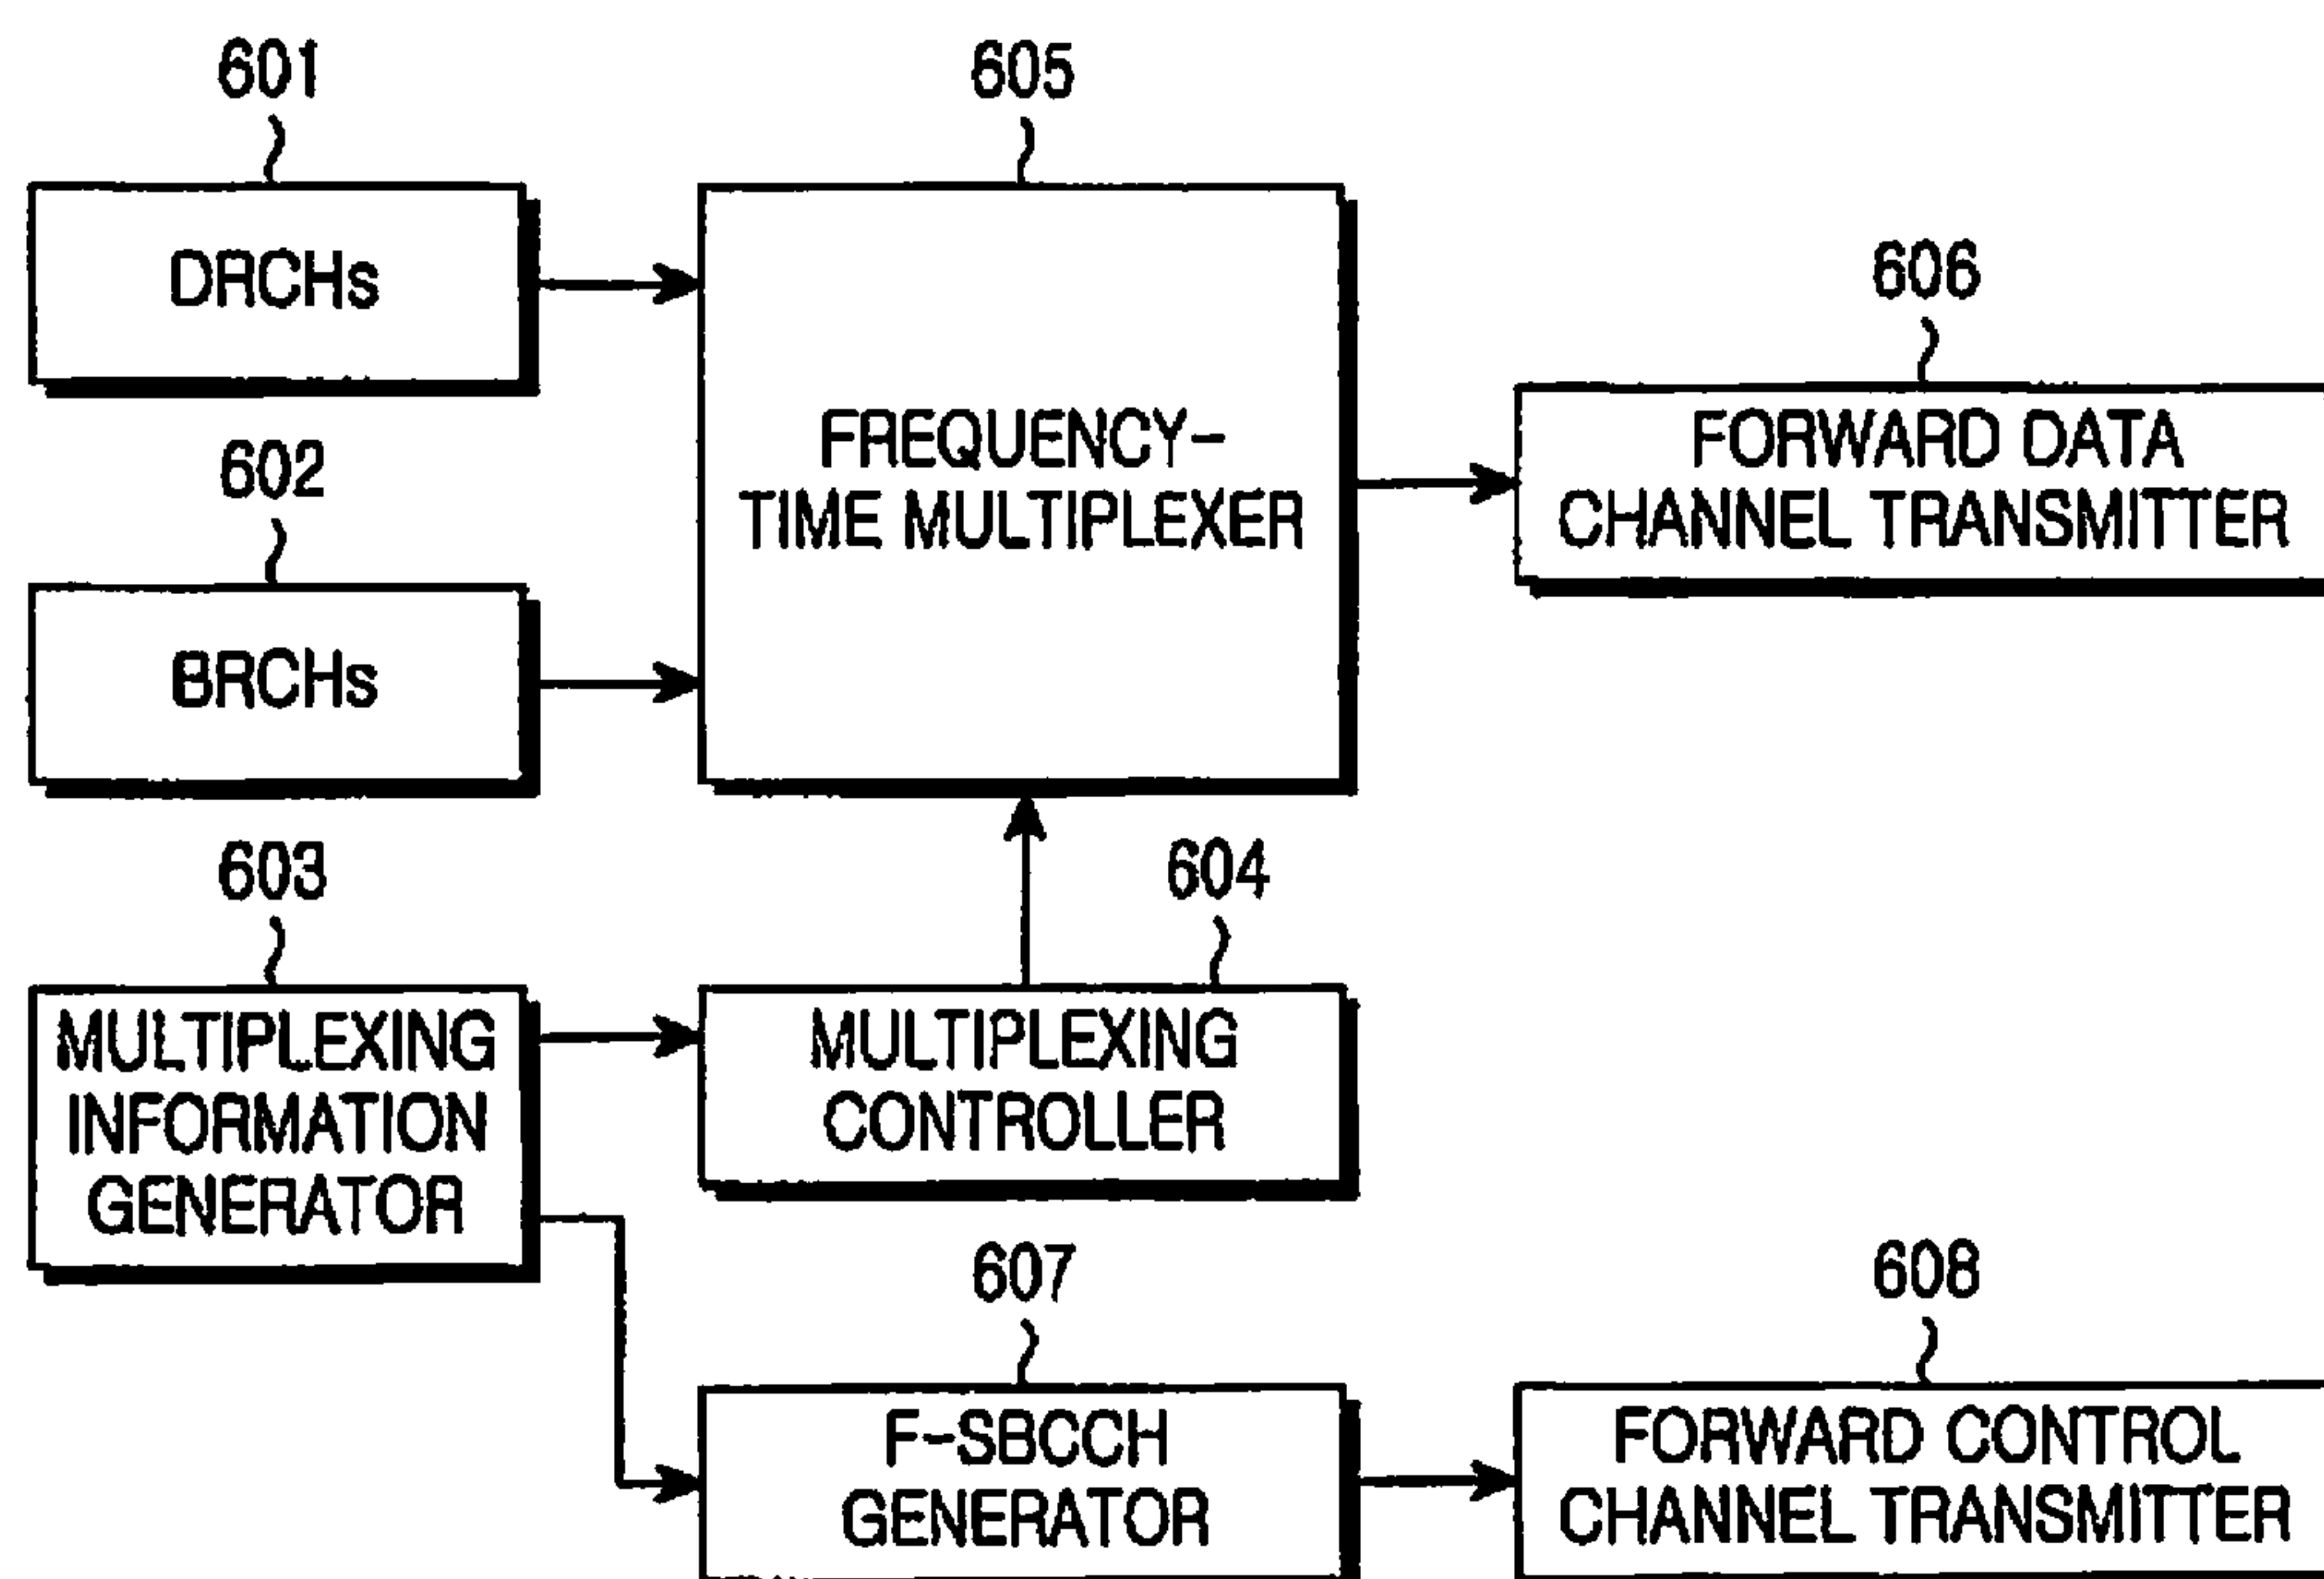 601
605
DRCHs
606
FREQUENCY-
TIME MULTIPLEXER
FORWARD DATA
CHANNEL TRANSMITTER
602
BRCHs
603
604
MULTIPLEXING
INFORMATION
GENERATOR
MULTIPLEXING
CONTROLLER
607
608
F-SBCCH
GENERATOR
FORWARD CONTROL
CHANNEL TRANSMITTER